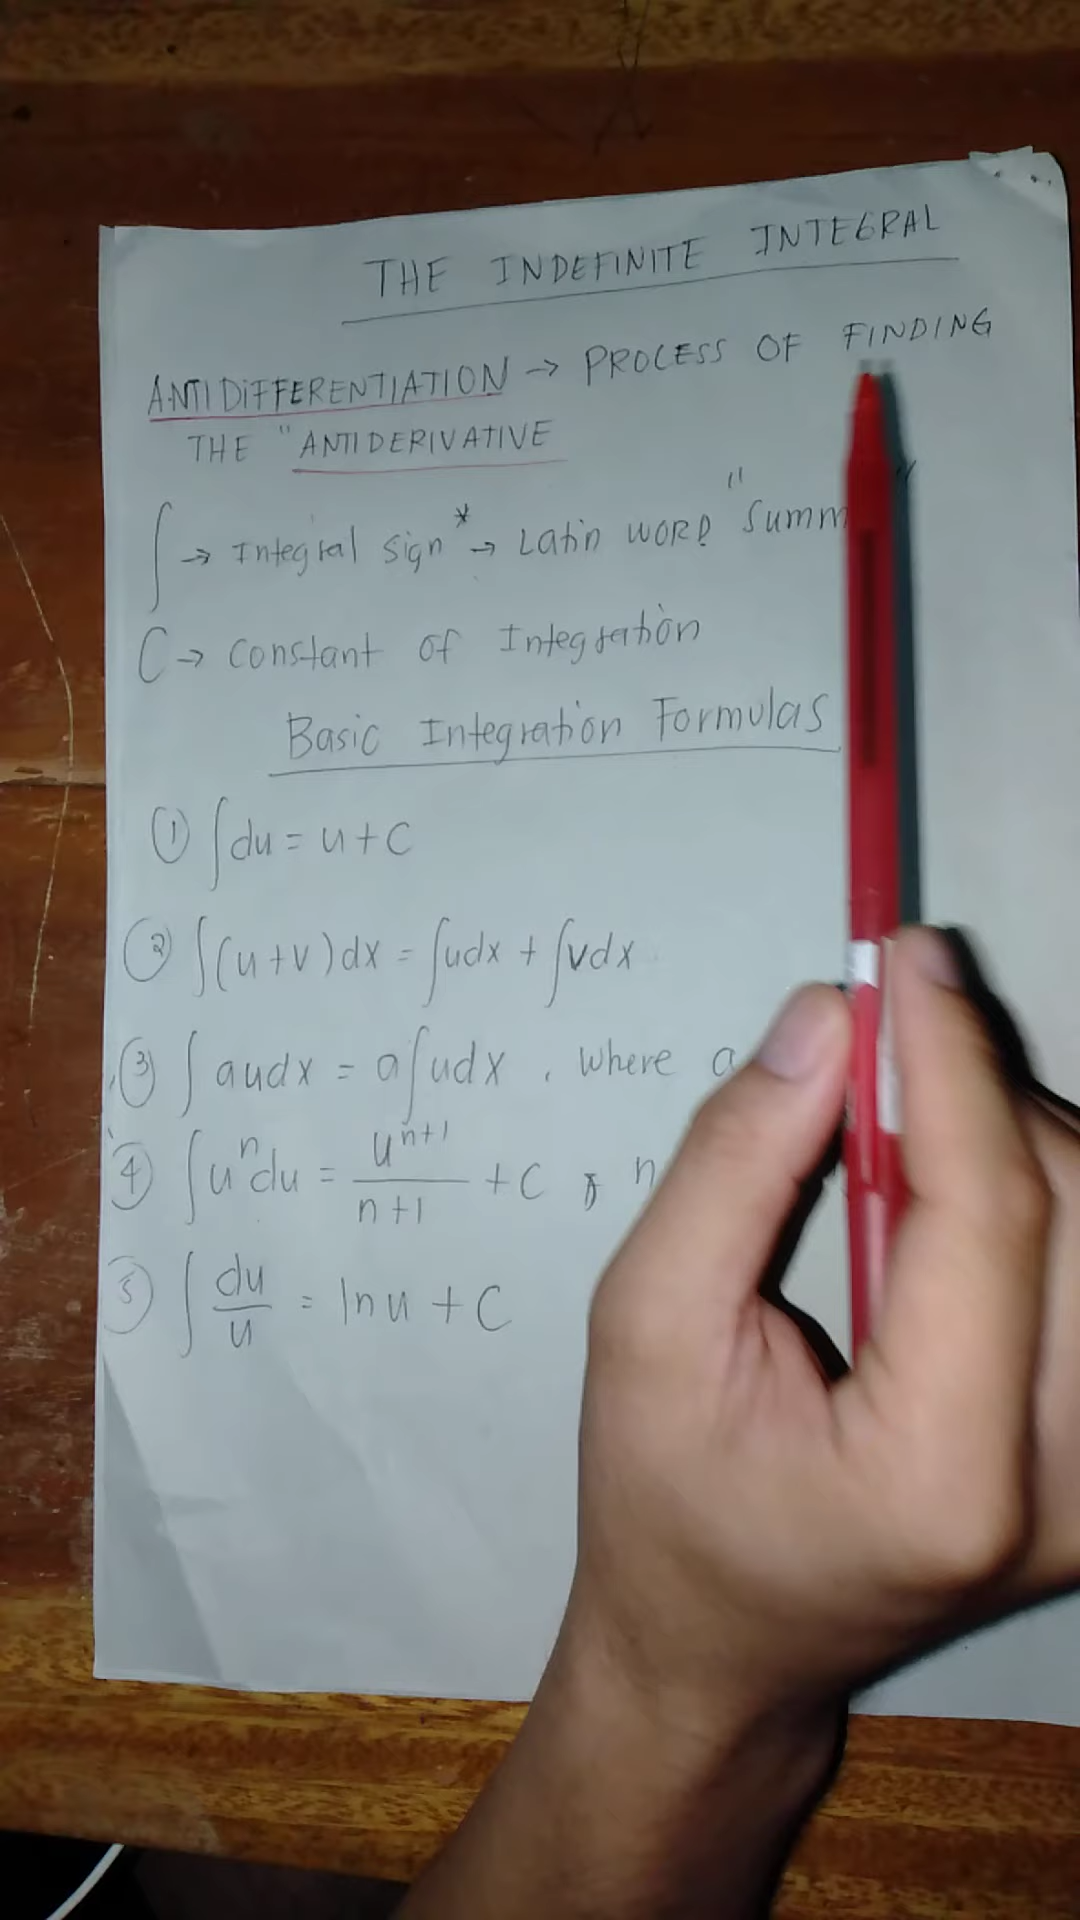 THE INDEFINITE INTEGRAL
ANTIDIFFERENTIATION → PROCESS OF FINDING
THE "ANTIDERIVATIVE
∫ → Integral sign* → Latin WORD "Summ
C → Constant of Integration
Basic Integration Formulas
① ∫du = u + C
② ∫(u+v)dx = ∫udx + ∫vdx
③ ∫audx = a∫udx , where a
④ ∫uⁿdu = uⁿ⁺¹/n+1 + C ; n
⑤ ∫du/u = ln u + C